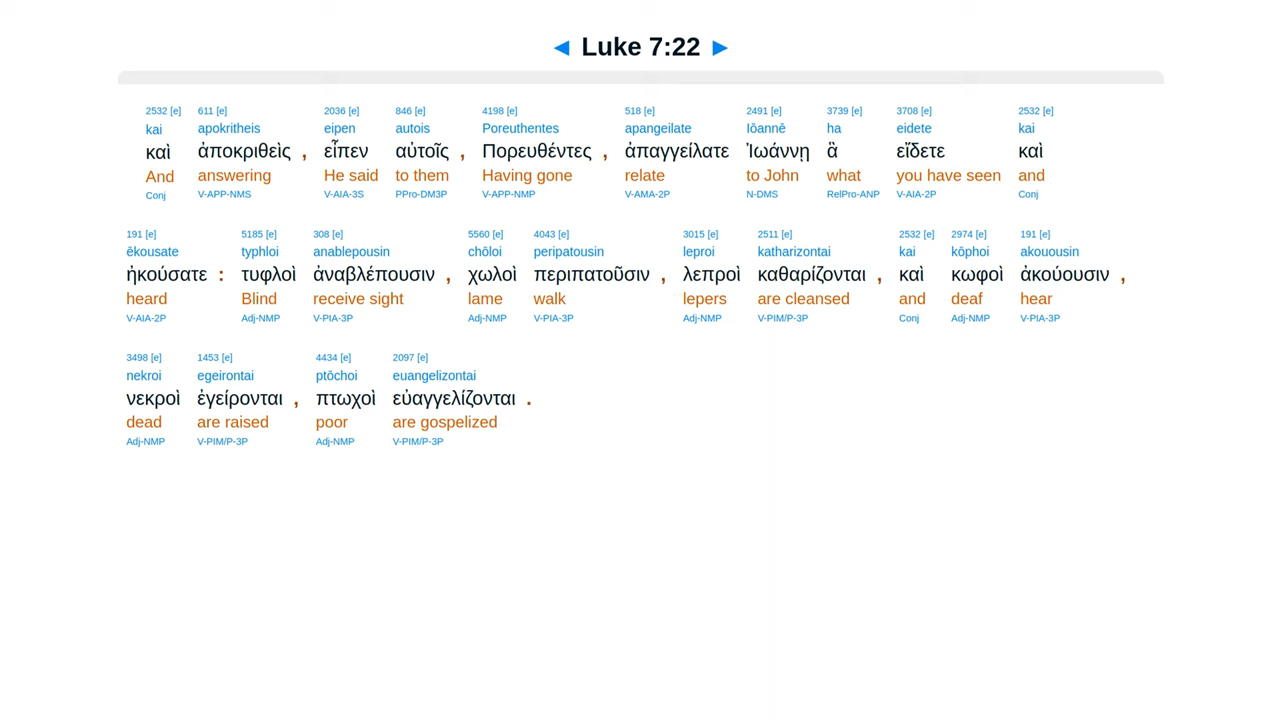 ◄ Luke 7:22 ►
2532 [e] 611 [e] 2036 [e] 846 [e] 4198 [e] 518 [e] 2491 [e] 3739 [e] 3708 [e] 2532 [e]
kai apokritheis eipen autois Poreuthentes apangeilate Iōannē ha eidete kai
καὶ ἀποκριθεὶς , εἶπεν αὐτοῖς , Πορευθέντες , ἀπαγγείλατε Ἰωάννῃ ἃ εἴδετε καὶ
And answering He said to them Having gone relate to John what you have seen and
Conj V-APP-NMS V-AIA-3S PPro-DM3P V-APP-NMP V-AMA-2P N-DMS RelPro-ANP V-AIA-2P Conj
191 [e] 5185 [e] 308 [e] 5560 [e] 4043 [e] 3015 [e] 2511 [e] 2532 [e] 2974 [e] 191 [e]
ēkousate typhloi anablepousin chōloi peripatousin leproi katharizontai kai kōphoi akouousin
ἠκούσατε : τυφλοὶ ἀναβλέπουσιν , χωλοὶ περιπατοῦσιν , λεπροὶ καθαρίζονται , καὶ κωφοὶ ἀκούουσιν ,
heard Blind receive sight lame walk lepers are cleansed and deaf hear
V-AIA-2P Adj-NMP V-PIA-3P Adj-NMP V-PIA-3P Adj-NMP V-PIM/P-3P Conj Adj-NMP V-PIA-3P
3498 [e] 1453 [e] 4434 [e] 2097 [e]
nekroi egeirontai ptōchoi euangelizontai
νεκροὶ ἐγείρονται , πτωχοὶ εὐαγγελίζονται .
dead are raised poor are gospelized
Adj-NMP V-PIM/P-3P Adj-NMP V-PIM/P-3P